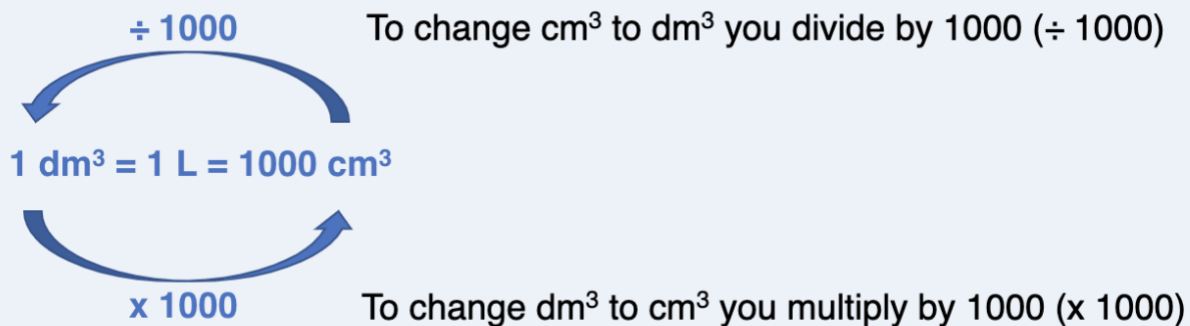 ÷ 1000
To change cm³ to dm³ you divide by 1000 (÷ 1000)
1 dm³ = 1 L = 1000 cm³
x 1000
To change dm³ to cm³ you multiply by 1000 (x 1000)